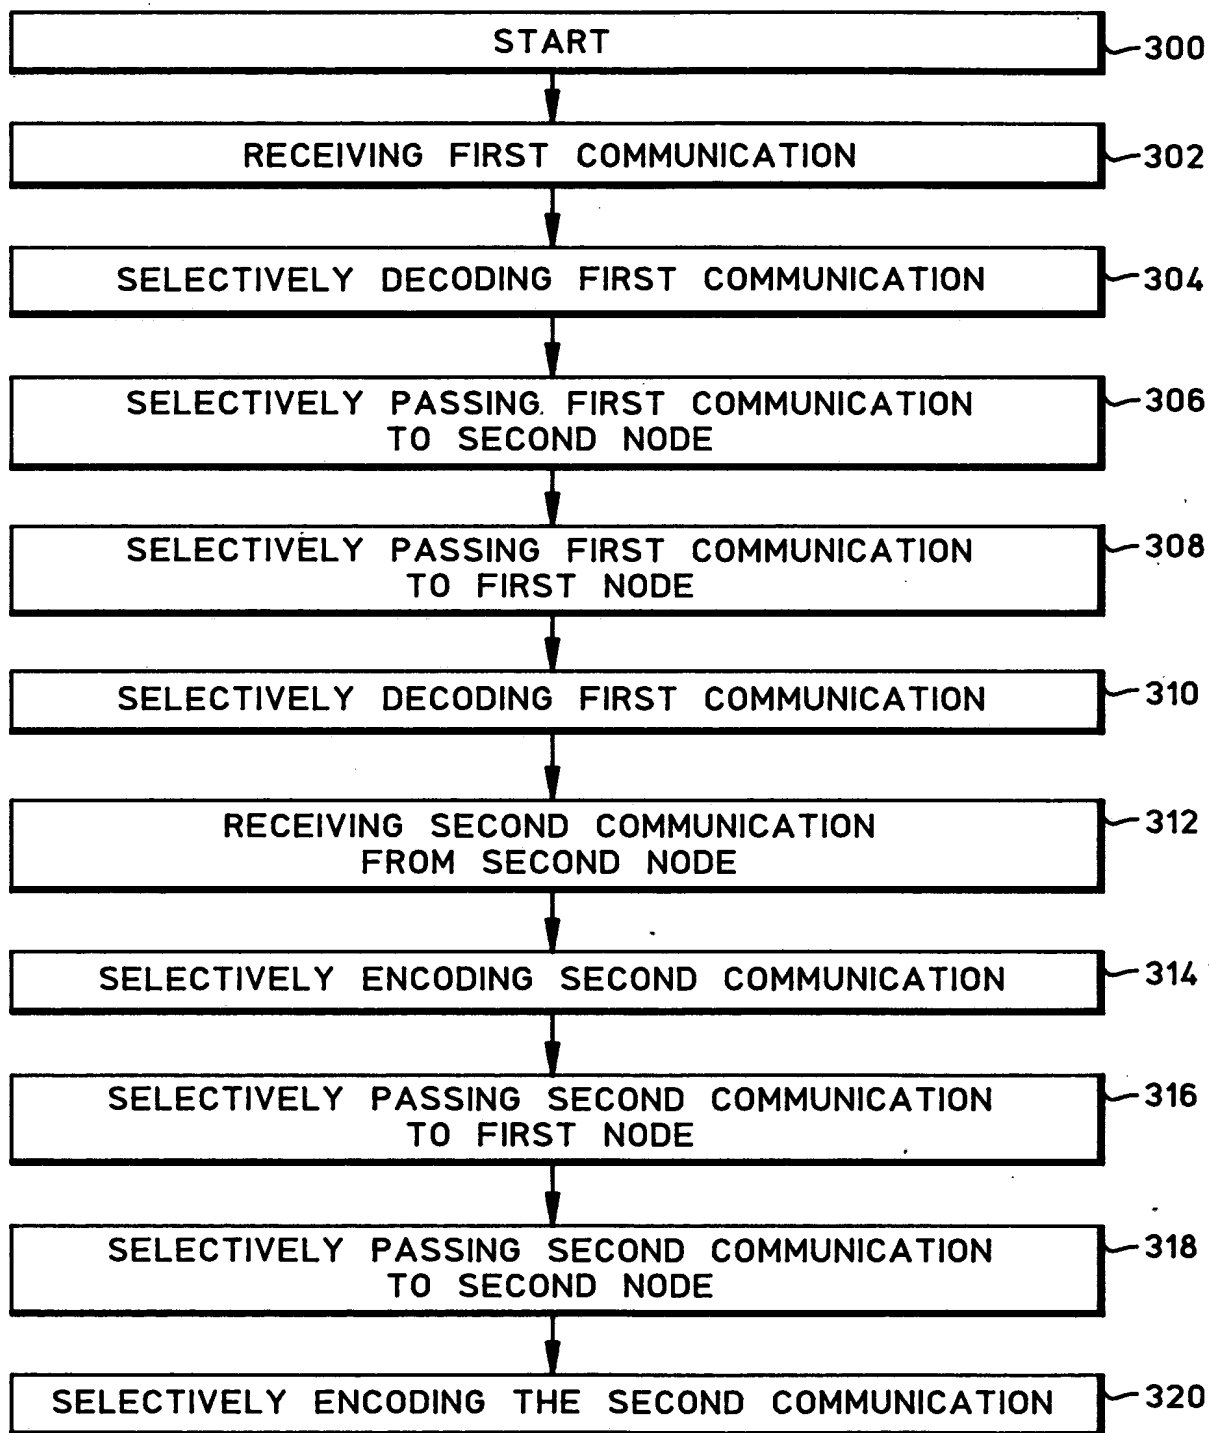 START
300
RECEIVING FIRST COMMUNICATION
302
SELECTIVELY DECODING FIRST COMMUNICATION
304
SELECTIVELY PASSING FIRST COMMUNICATION
TO SECOND NODE
306
SELECTIVELY PASSING FIRST COMMUNICATION
TO FIRST NODE
308
SELECTIVELY DECODING FIRST COMMUNICATION
310
RECEIVING SECOND COMMUNICATION
FROM SECOND NODE
312
SELECTIVELY ENCODING SECOND COMMUNICATION
314
SELECTIVELY PASSING SECOND COMMUNICATION
TO FIRST NODE
316
SELECTIVELY PASSING SECOND COMMUNICATION
TO SECOND NODE
318
SELECTIVELY ENCODING THE SECOND COMMUNICATION
320